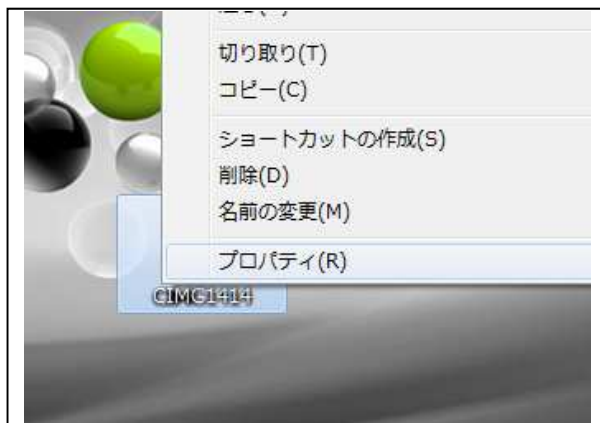 切り取り(T)
コピー(C)
ショートカットの作成(S)
削除(D)
名前の変更(M)
プロパティ(R)
CIMG1414